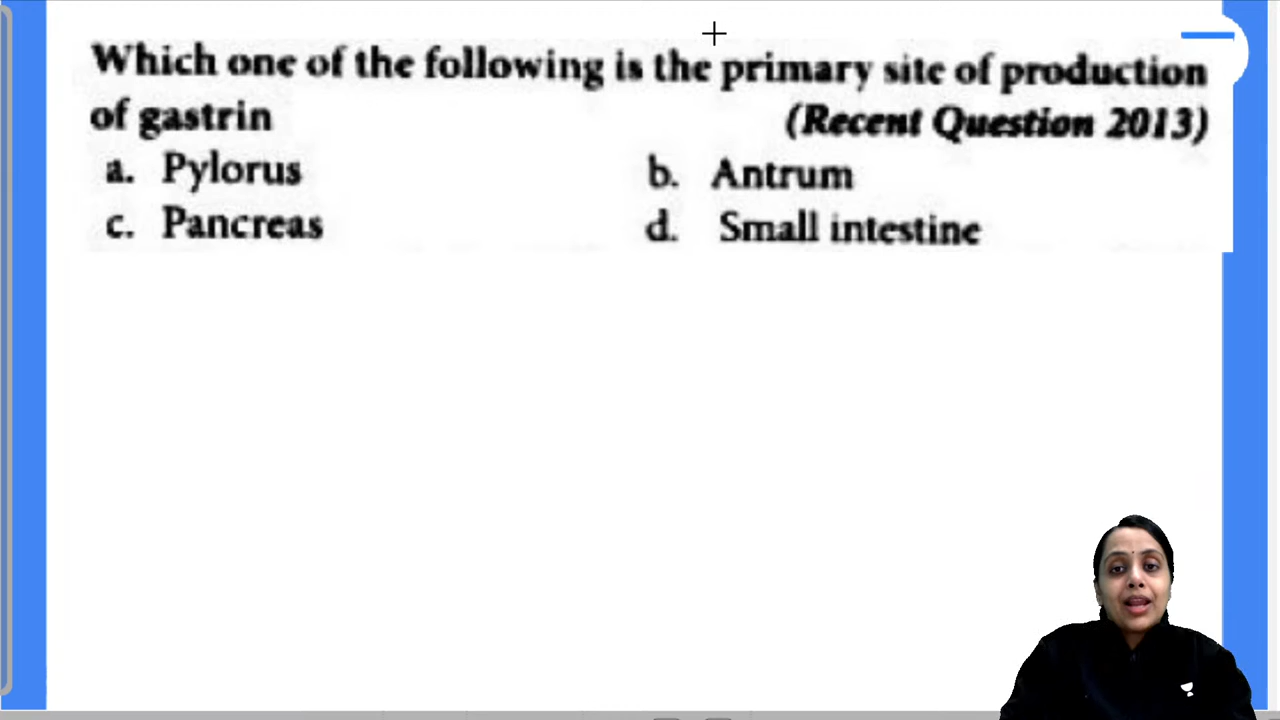 Which one of the following is the primary site of production
of gastrin (Recent Question 2013)
a. Pylorus b. Antrum
c. Pancreas d. Small intestine